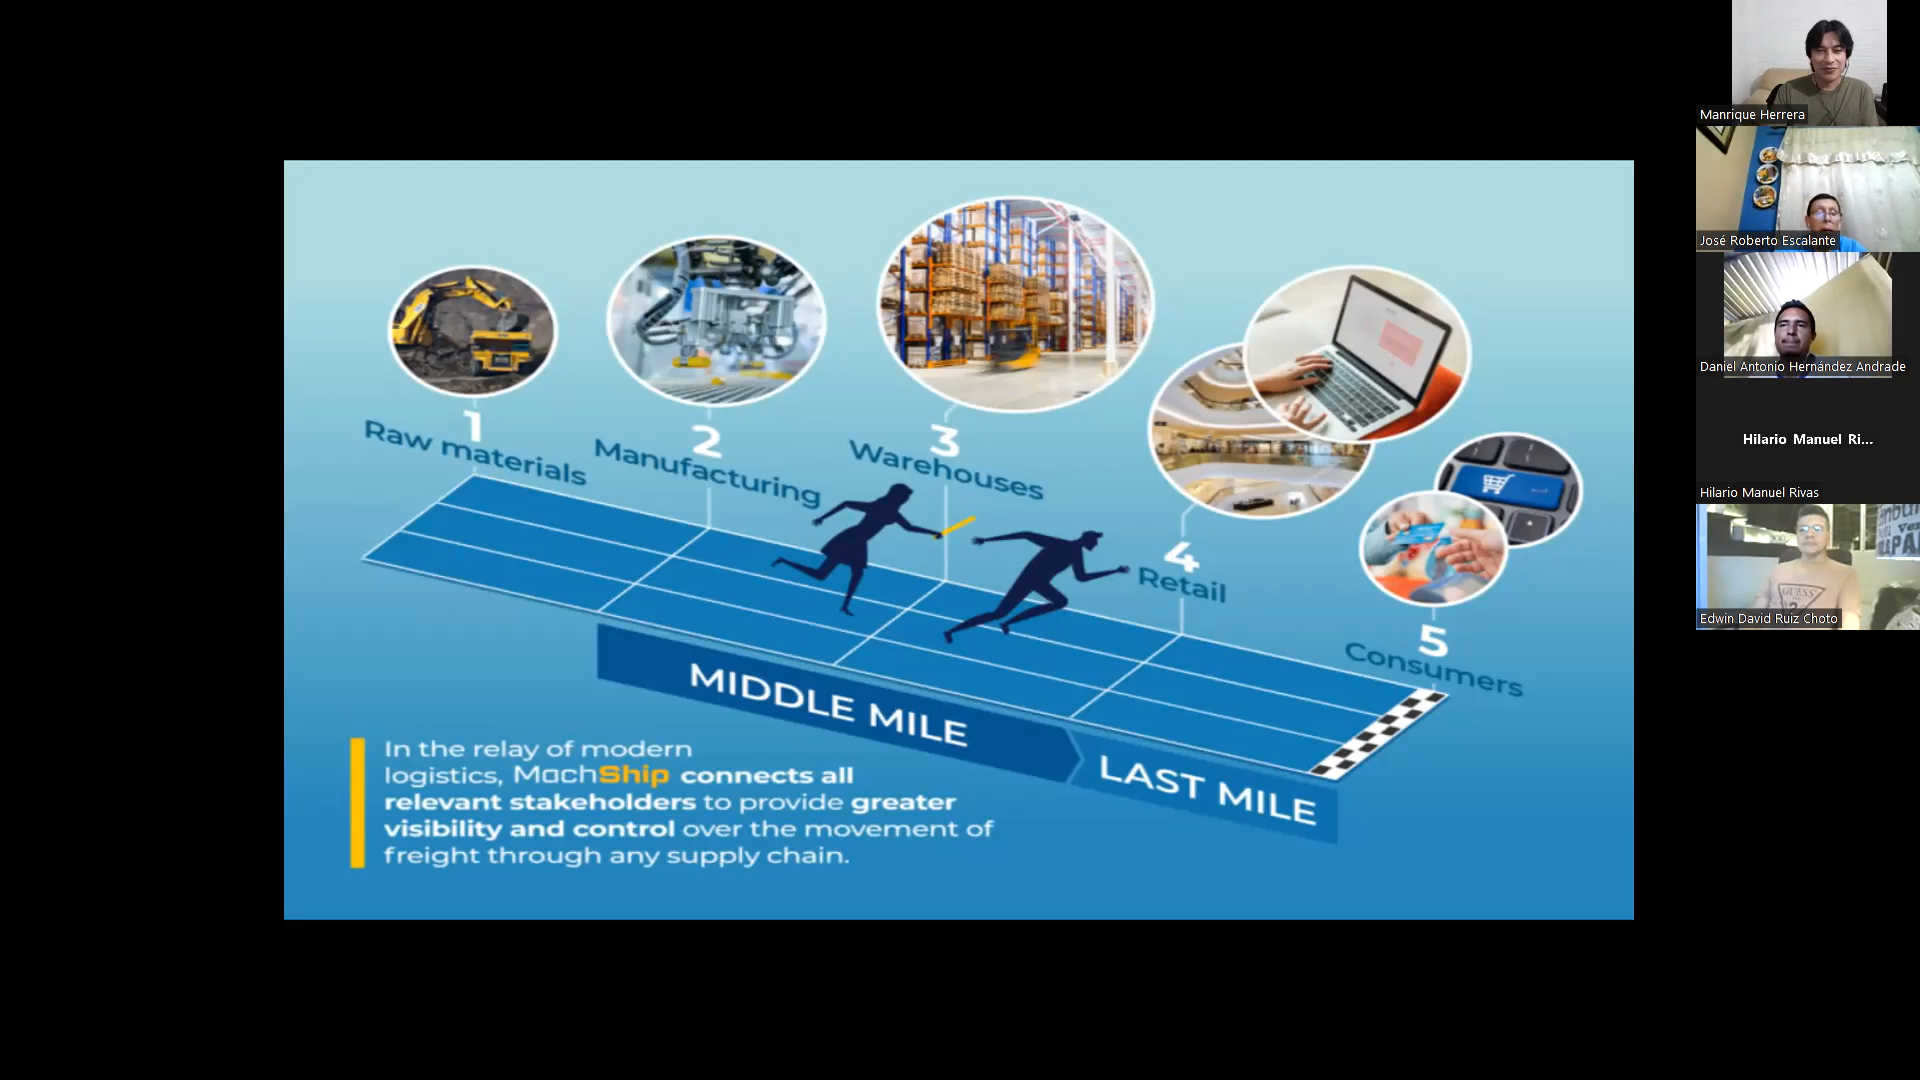 1
Raw materials
2
Manufacturing
3
Warehouses
4
Retail
5
Consumers
MIDDLE MILE
LAST MILE
In the relay of modern
logistics, MachShip connects all
relevant stakeholders to provide greater
visibility and control over the movement of
freight through any supply chain.
Manrique Herrera
José Roberto Escalante
Daniel Antonio Hernández Andrade
Hilario Manuel Ri...
Hilario Manuel Rivas
GUESS
Edwin David Ruiz Choto